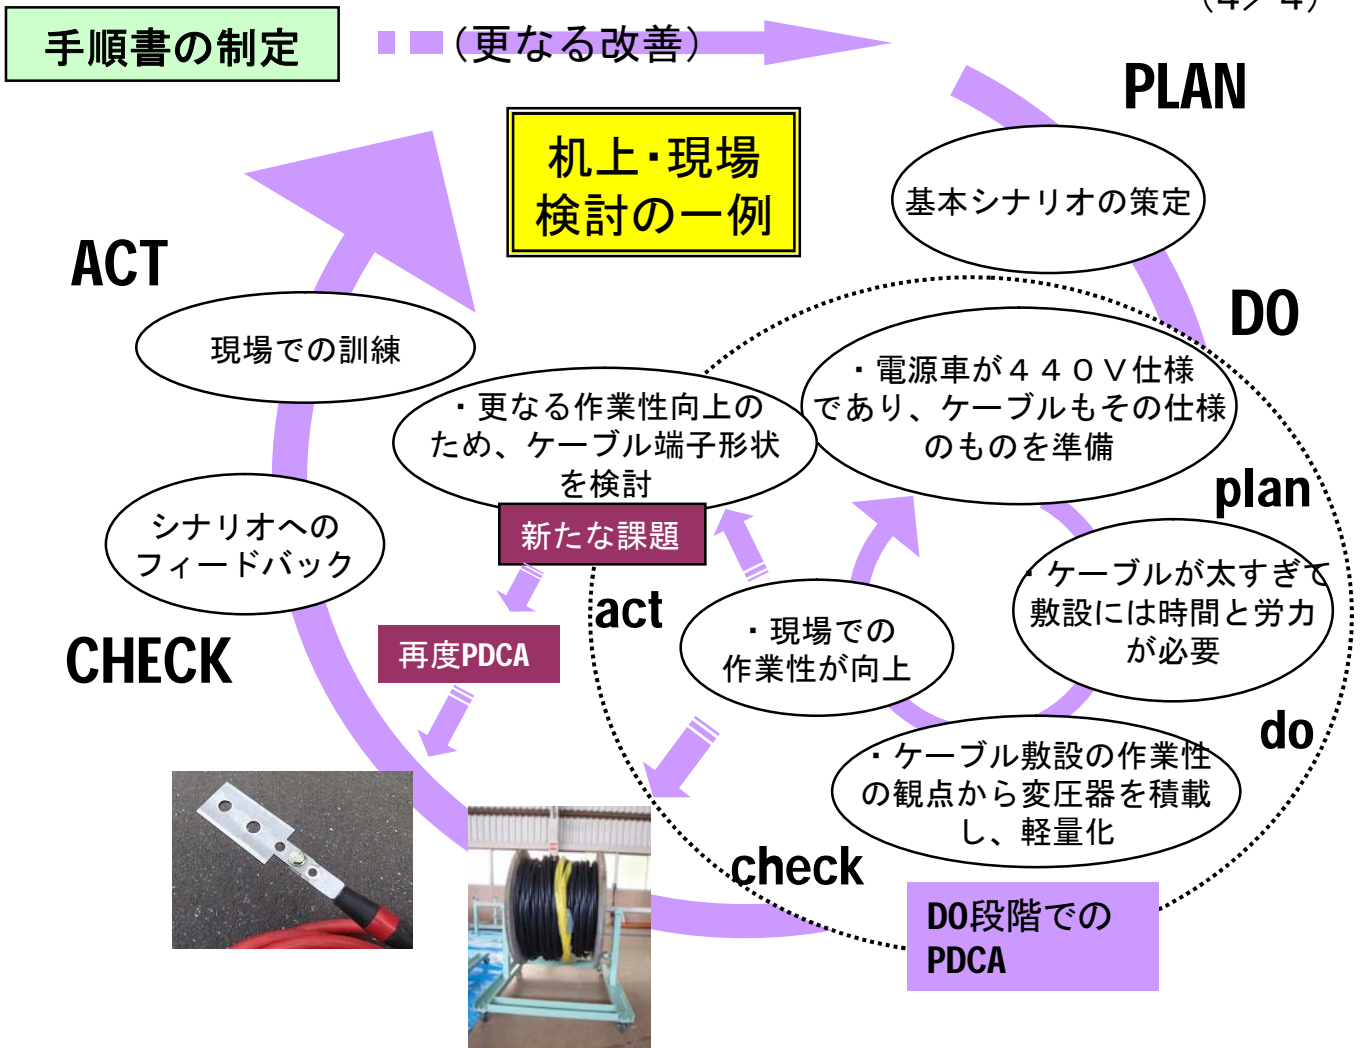 (4/4)
手順書の制定
(更なる改善)
PLAN
机上・現場
検討の一例
基本シナリオの策定
ACT
DO
現場での訓練
・電源車が440V仕様
であり、ケーブルもその仕様
のものを準備
・更なる作業性向上の
ため、ケーブル端子形状
を検討
plan
新たな課題
シナリオへの
フィードバック
・ケーブルが太すぎて
敷設には時間と労力
が必要
act
・現場での
作業性が向上
CHECK
再度PDCA
do
・ケーブル敷設の作業性
の観点から変圧器を積載
し、軽量化
check
DO段階での
PDCA